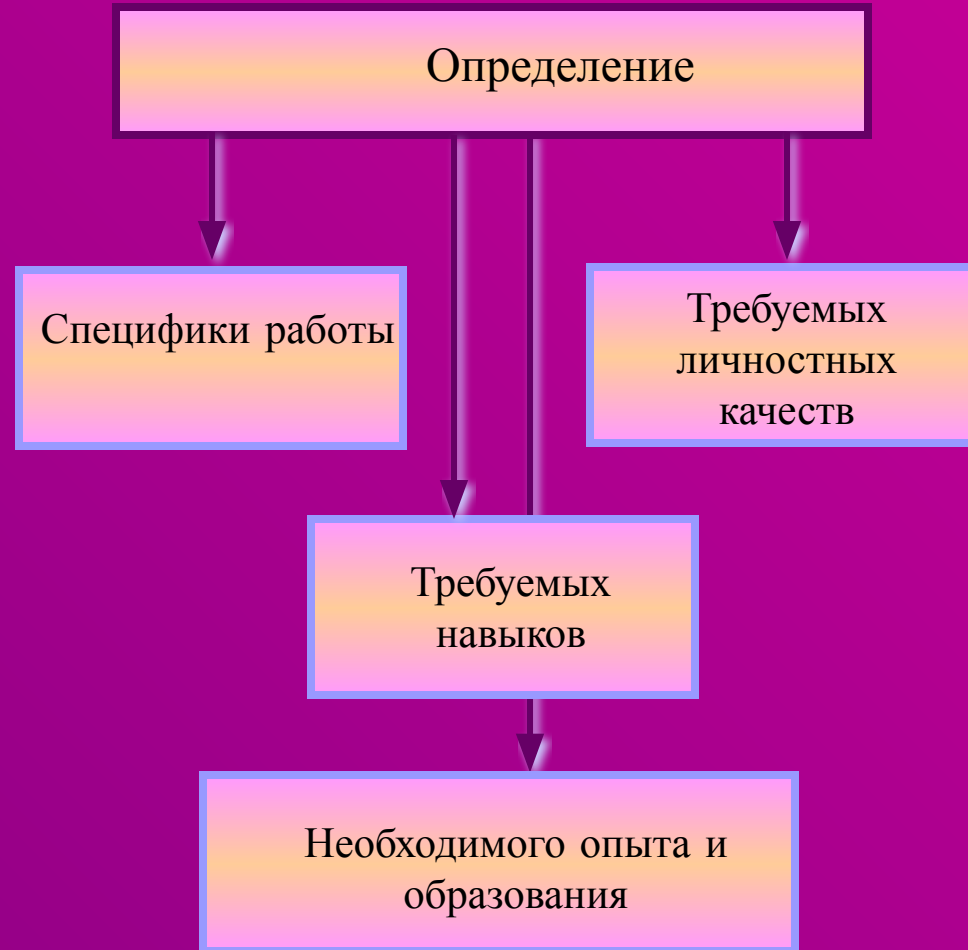 Определение
Специфики работы
Требуемых
личностных
качеств
Требуемых
навыков
Необходимого опыта и
образования